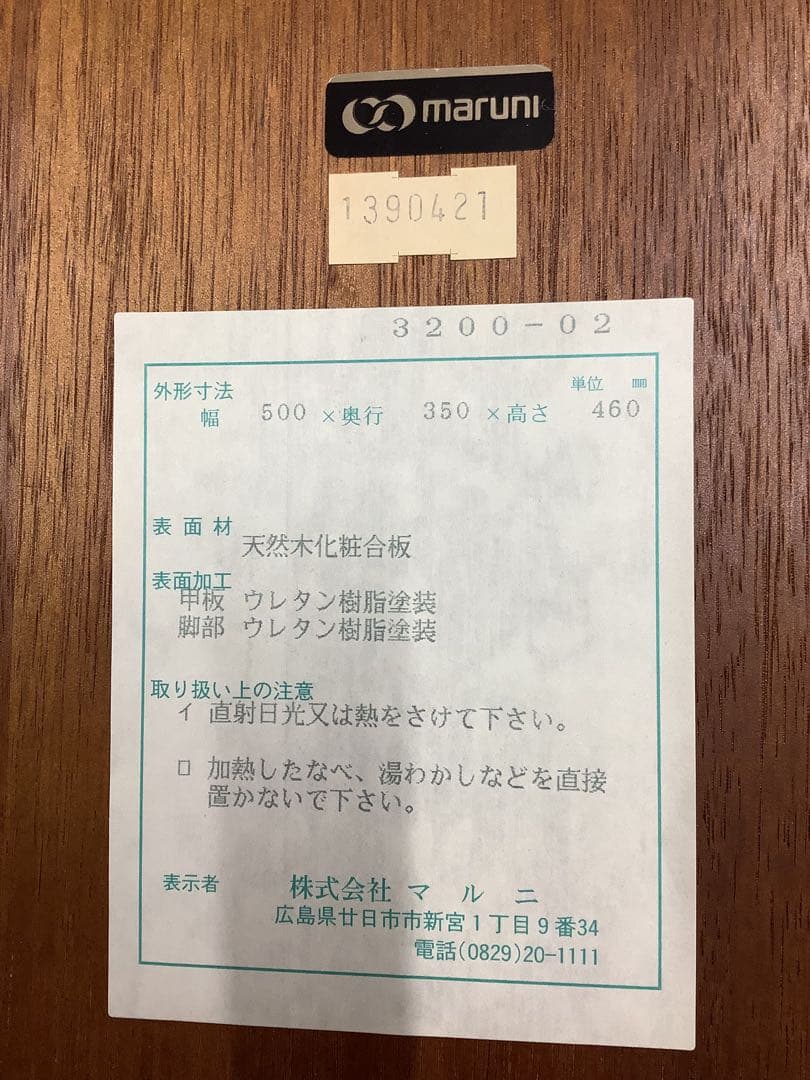 maruni
1390421
3200-02
外形寸法
単位 ㎜
幅 500 × 奥行 350 × 高さ 460
表面材
天然木化粧合板
表面加工
甲板 ウレタン樹脂塗装
脚部 ウレタン樹脂塗装
取り扱い上の注意
イ 直射日光又は熱をさけて下さい。
ロ 加熱したなべ、湯わかしなどを直接
置かないで下さい。
表示者 株式会社 マルニ
広島県廿日市市新宮1丁目9番34
電話(0829)20-1111